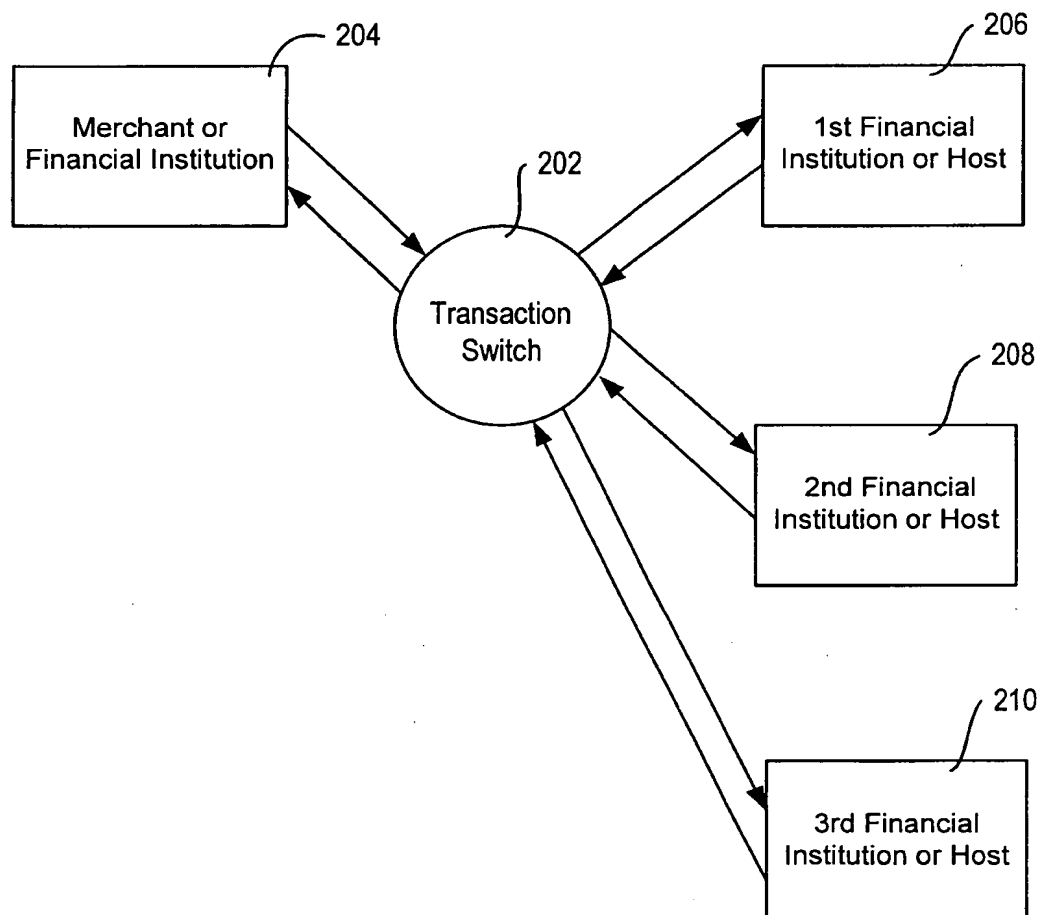 204
Merchant or
Financial Institution
206
1st Financial
Institution or Host
202
Transaction
Switch
208
2nd Financial
Institution or Host
210
3rd Financial
Institution or Host